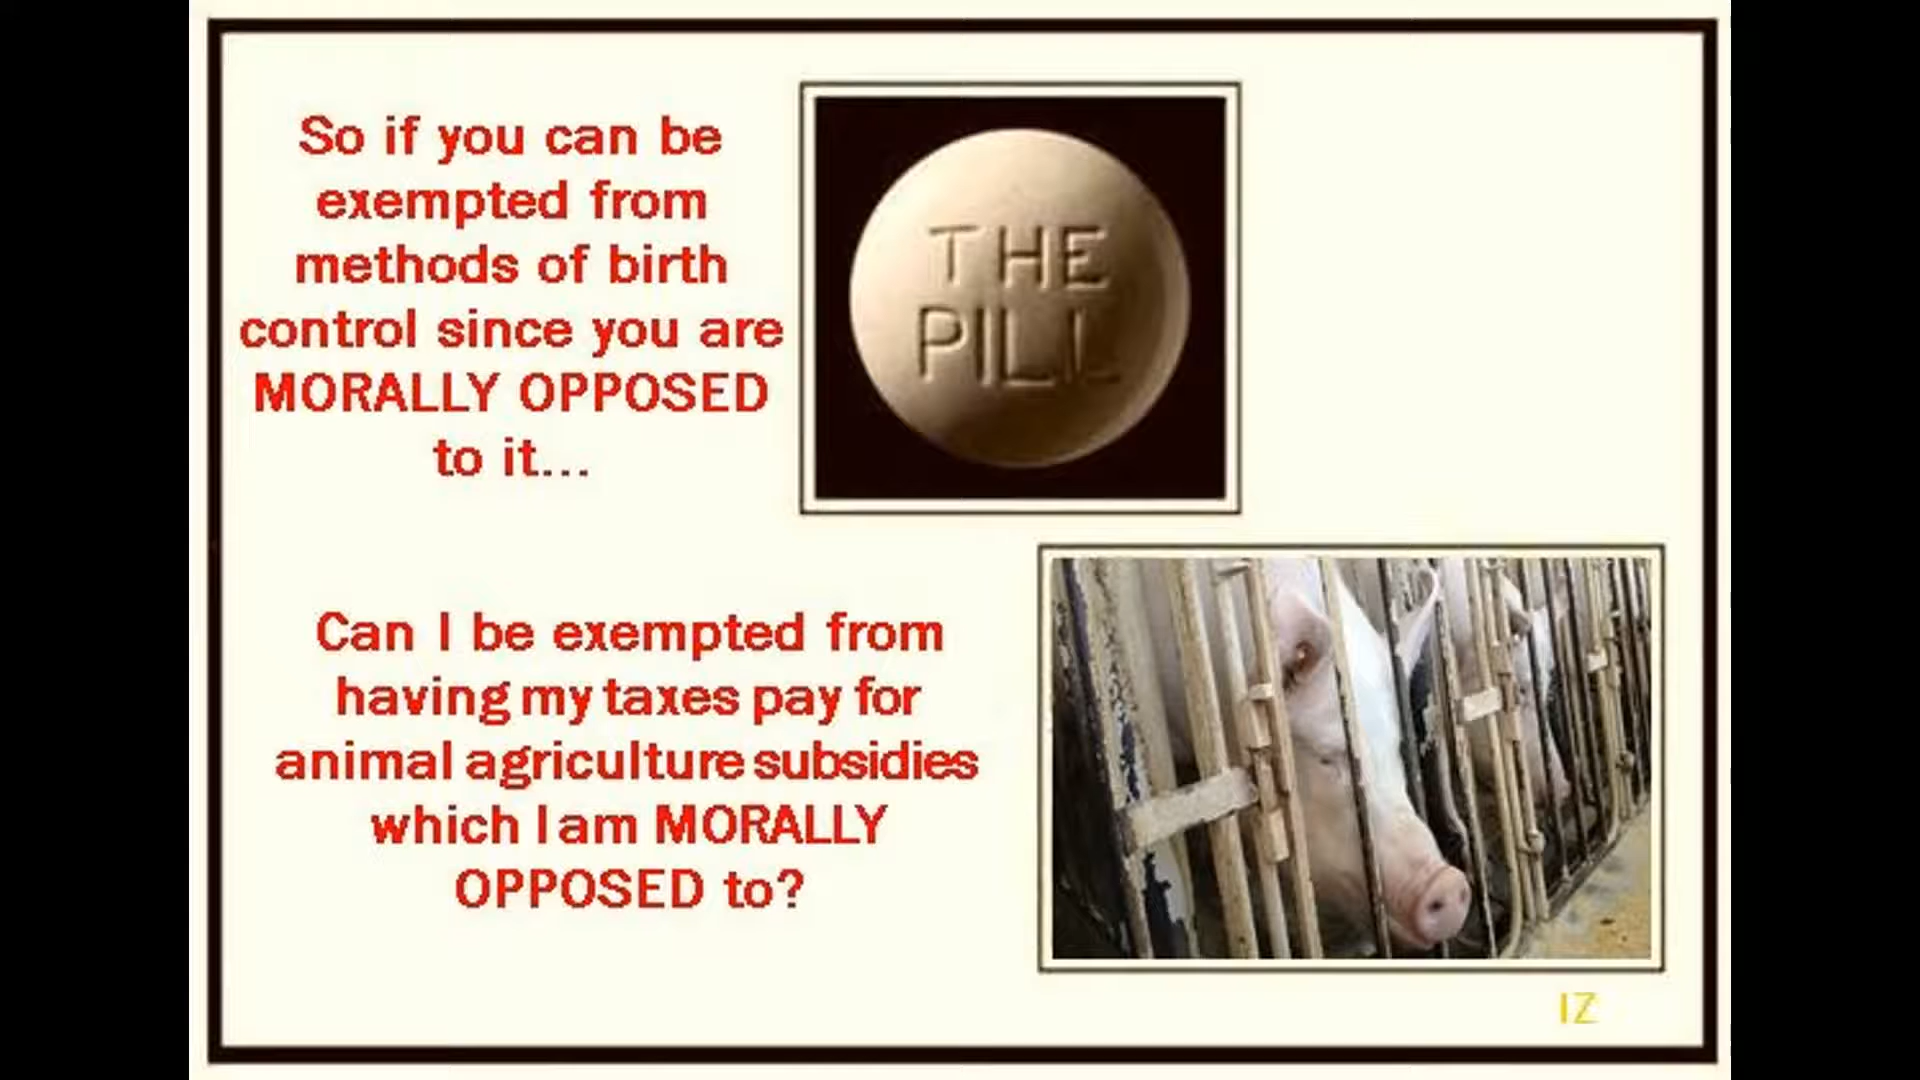 So if you can be
exempted from
methods of birth
control since you are
MORALLY OPPOSED
to it...
THE
PILL
Can I be exempted from
having my taxes pay for
animal agriculture subsidies
which I am MORALLY
OPPOSED to?
IZ